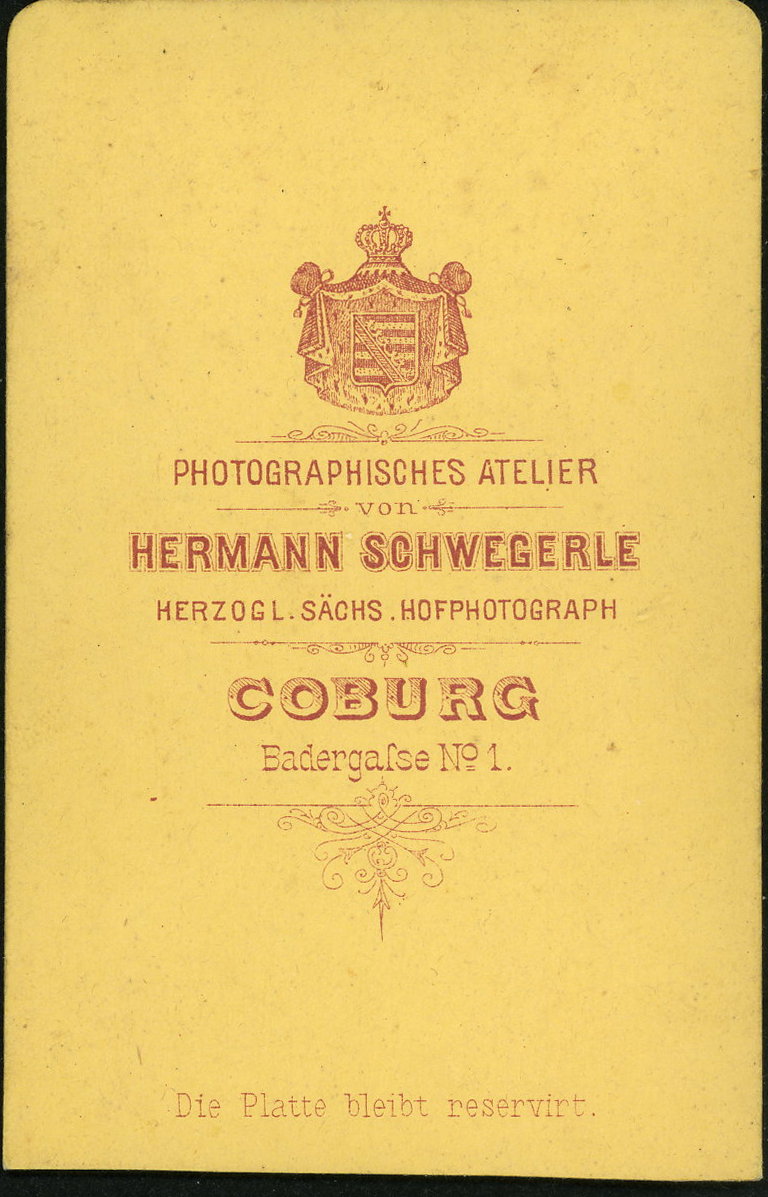 PHOTOGRAPHISCHES ATELIER
von
HERMANN SCHWEGERLE
HERZOGL. SÄCHS. HOFPHOTOGRAPH
COBURG
Badergaſse No 1.
Die Platte bleibt reservirt.